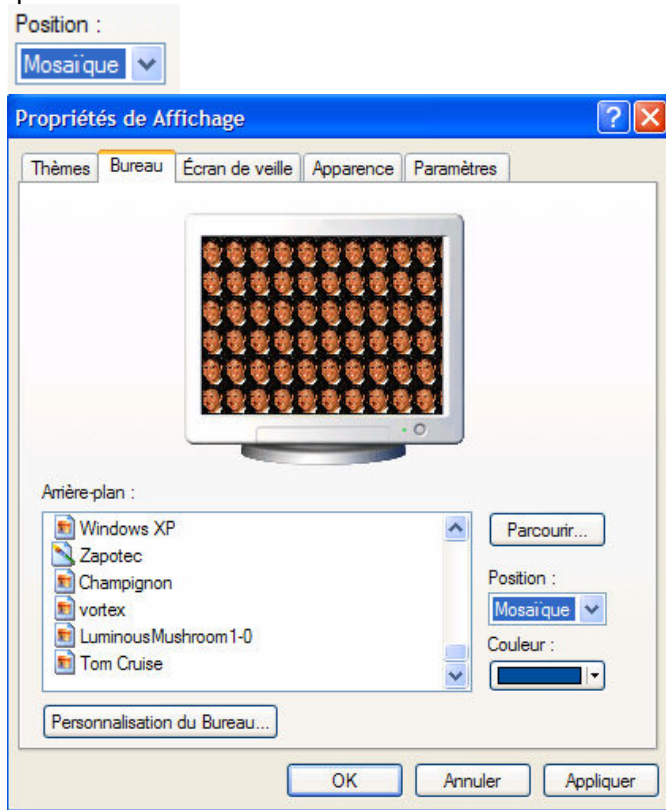 Position :
Mosaïque
Propriétés de Affichage
Thèmes Bureau Écran de veille Apparence Paramètres
Arrière-plan :
Windows XP
Zapotec
Champignon
vortex
LuminousMushroom1-0
Tom Cruise
Parcourir...
Position :
Mosaïque
Couleur :
Personnalisation du Bureau...
OK Annuler Appliquer